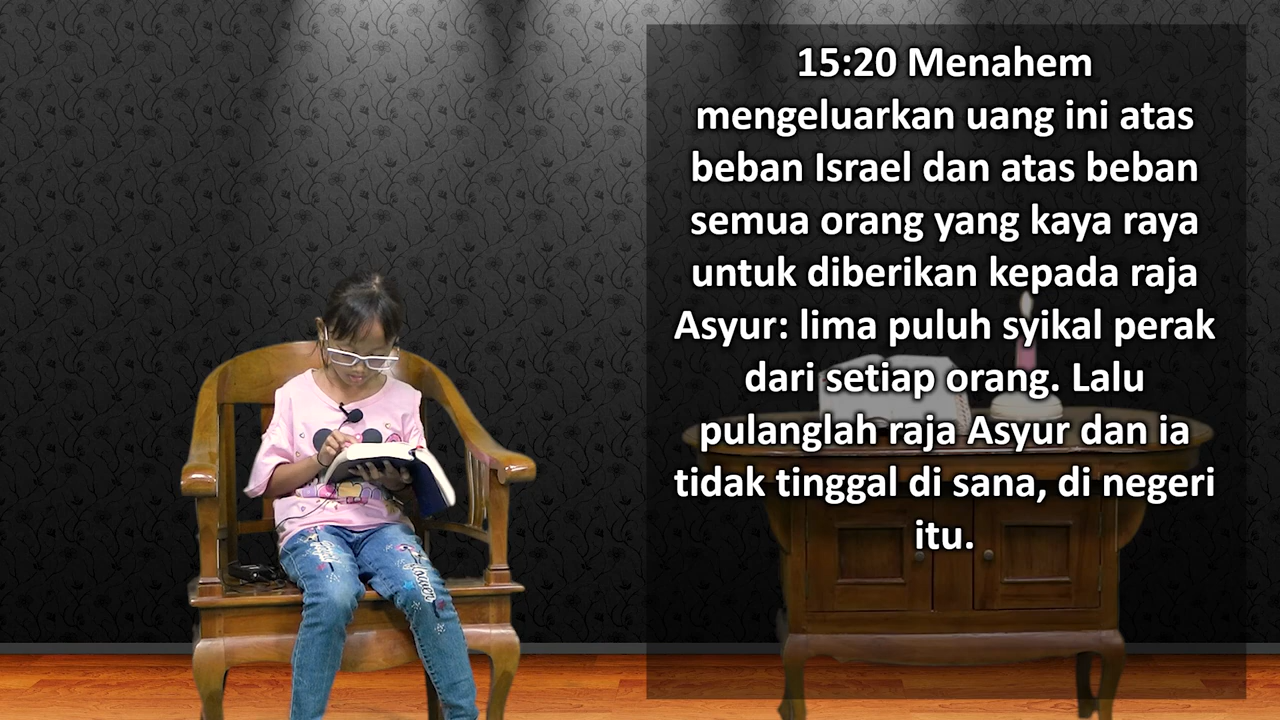 15:20 Menahem
mengeluarkan uang ini atas
beban Israel dan atas beban
semua orang yang kaya raya
untuk diberikan kepada raja
Asyur: lima puluh syikal perak
dari setiap orang. Lalu
pulanglah raja Asyur dan ia
tidak tinggal di sana, di negeri
itu.